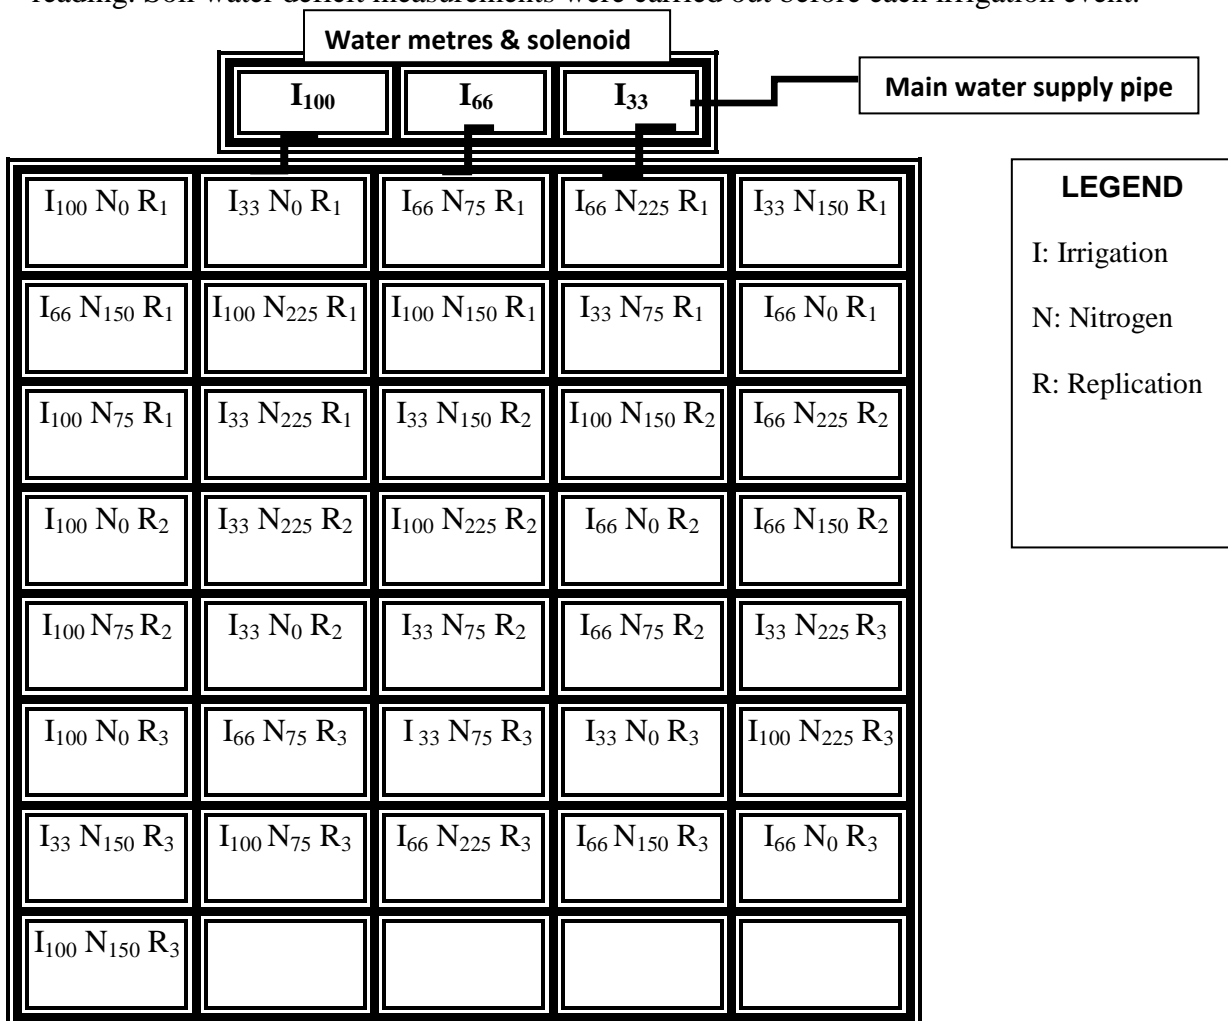 reading. Soil water deficit measurements were carried out before each irrigation event.
Water metres & solenoid
I₁₀₀ I₆₆ I₃₃
Main water supply pipe
I₁₀₀ N₀ R₁ I₃₃ N₀ R₁ I₆₆ N₇₅ R₁ I₆₆ N₂₂₅ R₁ I₃₃ N₁₅₀ R₁
I₆₆ N₁₅₀ R₁ I₁₀₀ N₂₂₅ R₁ I₁₀₀ N₁₅₀ R₁ I₃₃ N₇₅ R₁ I₆₆ N₀ R₁
I₁₀₀ N₇₅ R₁ I₃₃ N₂₂₅ R₁ I₃₃ N₁₅₀ R₂ I₁₀₀ N₁₅₀ R₂ I₆₆ N₂₂₅ R₂
I₁₀₀ N₀ R₂ I₃₃ N₂₂₅ R₂ I₁₀₀ N₂₂₅ R₂ I₆₆ N₀ R₂ I₆₆ N₁₅₀ R₂
I₁₀₀ N₇₅ R₂ I₃₃ N₀ R₂ I₃₃ N₇₅ R₂ I₆₆ N₇₅ R₂ I₃₃ N₂₂₅ R₃
I₁₀₀ N₀ R₃ I₆₆ N₇₅ R₃ I ₃₃ N₇₅ R₃ I₃₃ N₀ R₃ I₁₀₀ N₂₂₅ R₃
I₃₃ N₁₅₀ R₃ I₁₀₀ N₇₅ R₃ I₆₆ N₂₂₅ R₃ I₆₆ N₁₅₀ R₃ I₆₆ N₀ R₃
I₁₀₀ N₁₅₀ R₃
LEGEND
I: Irrigation
N: Nitrogen
R: Replication